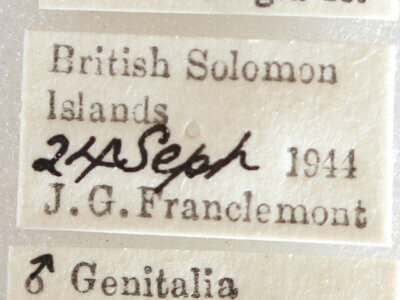 British Solomon
Islands
24 Sept 1944
J.G. Franclemont
♂ Genitalia